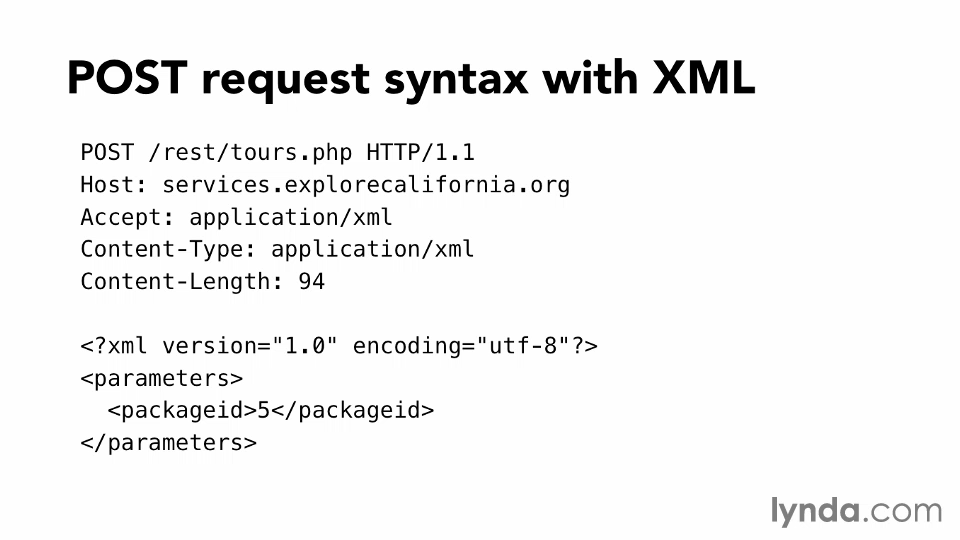 POST request syntax with XML
POST /rest/tours.php HTTP/1.1
Host: services.explorecalifornia.org
Accept: application/xml
Content-Type: application/xml
Content-Length: 94

<?xml version="1.0" encoding="utf-8"?>
<parameters>
  <packageid>5</packageid>
</parameters>
lynda.com